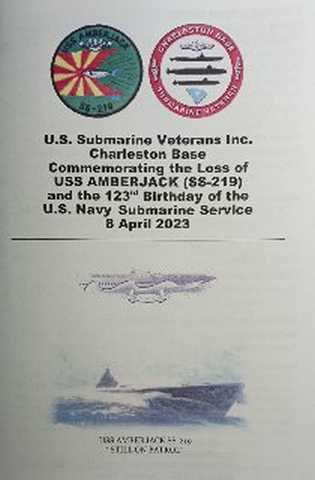 USS AMBERJACK
SS-219
CHARLESTON BASE
SUBMARINE VETERANS
U.S. Submarine Veterans Inc.
Charleston Base
Commemorating the Loss of
USS AMBERJACK (SS-219)
and the 123rd Birthday of the
U.S. Navy Submarine Service
8 April 2023
USS AMBERJACK SS-219
"STILL ON PATROL"